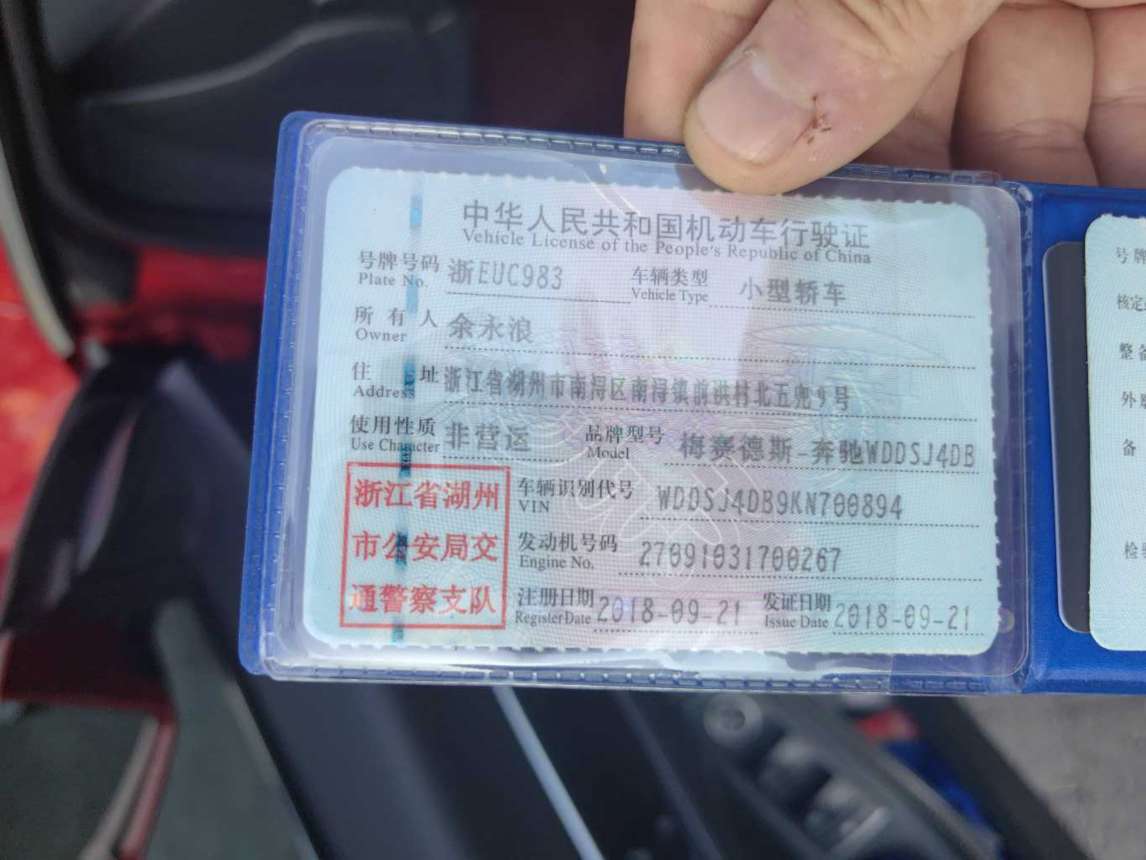 中华人民共和国机动车行驶证
Vehicle License of the People's Republic of China
号牌号码 浙EUC983 车辆类型 小型轿车
Plate No. Vehicle Type
所有人 余永浪
Owner
住址 浙江省湖州市南浔区南浔镇前洪村北五兜9号
Address
使用性质 非营运 品牌型号 梅赛德斯-奔驰WDDSJ4DB
Use Character Model
浙江省湖州
市公安局交
通警察支队
车辆识别代号 WDDSJ4DB9KN700894
VIN
发动机号码 27091031700267
Engine No.
注册日期 2018-09-21 发证日期 2018-09-21
Register Date Issue Date
号牌
核定
整备
外廓
备
检验